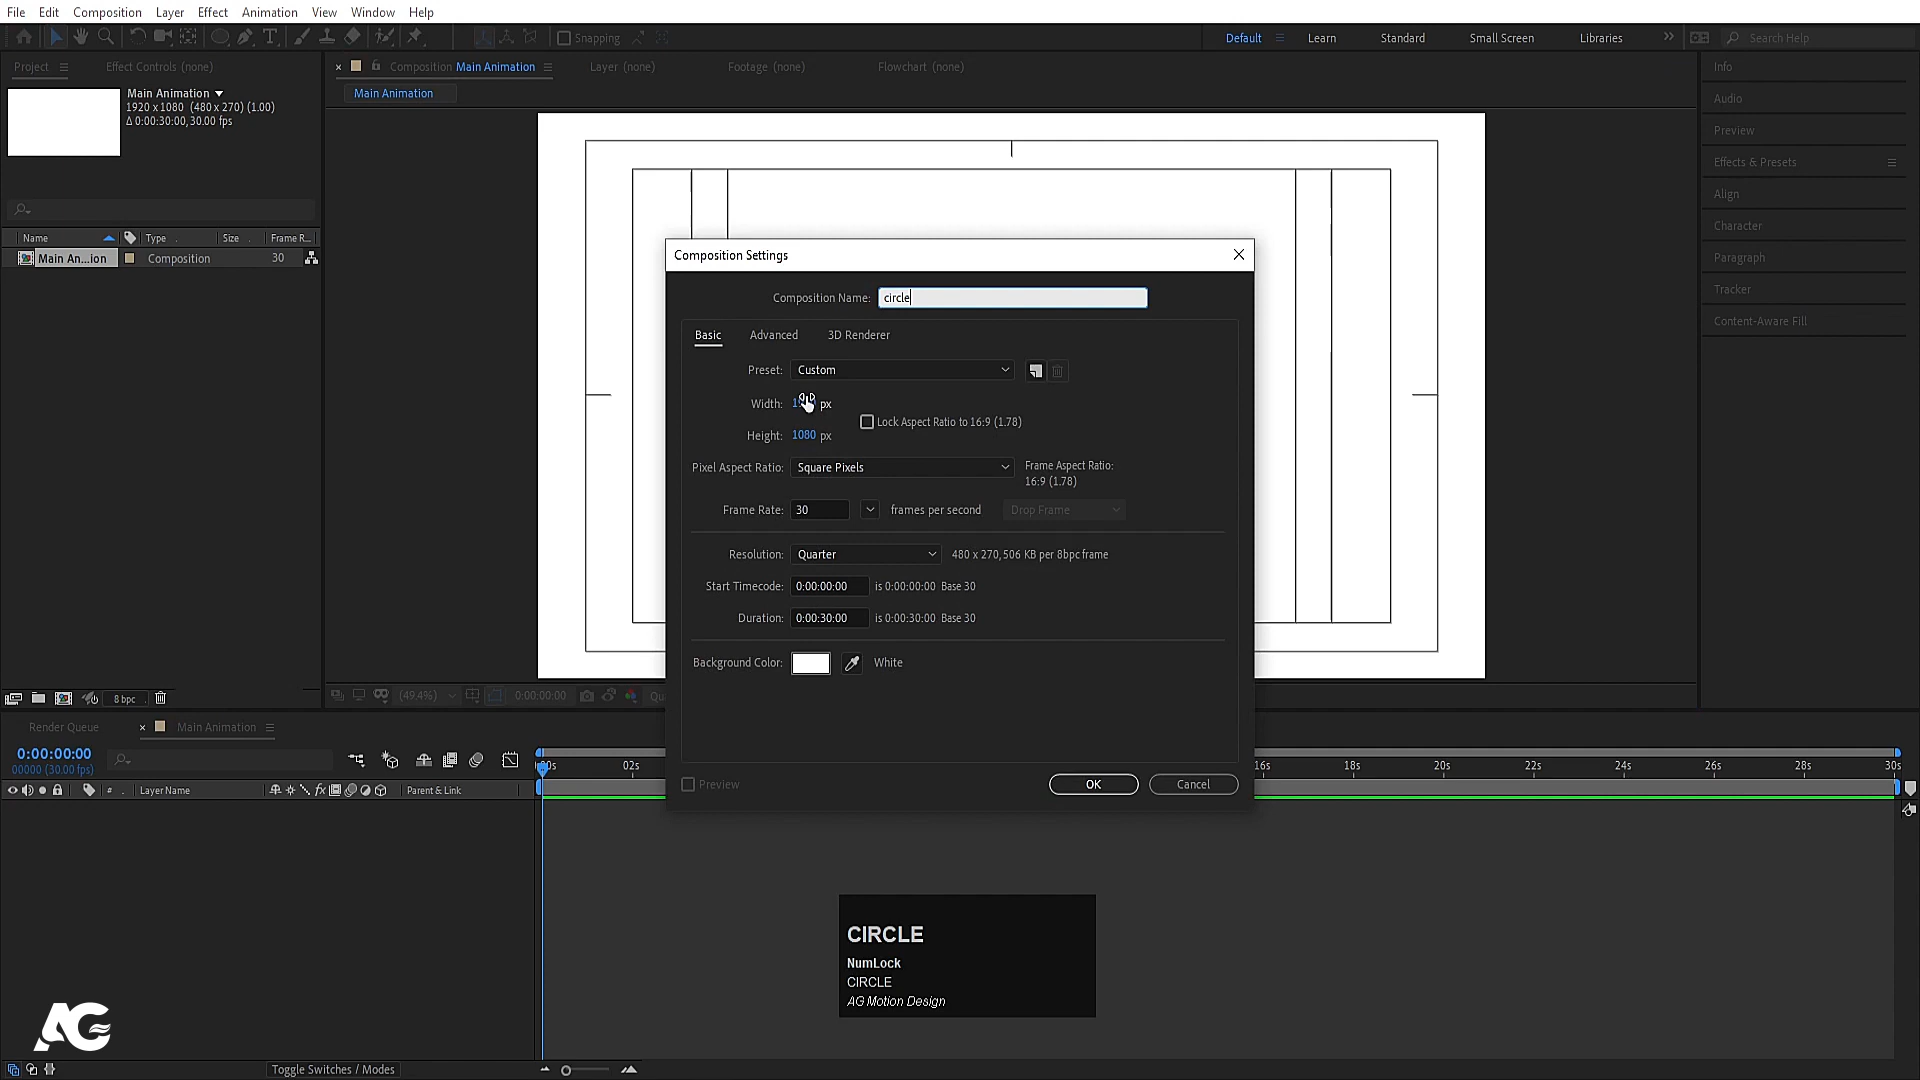 File Edit Composition Layer Effect Animation View Window Help
Snapping
Default Learn Standard Small Screen Libraries Search Help
Project Effect Controls (none)
Composition Main Animation Layer (none) Footage (none) Flowchart (none)
Main Animation
Main Animation
1920 x 1080 (480 x 270) (1.00)
Δ 0:00:30:00, 30.00 fps
Name Type Size Frame R...
Main An...ion Composition 30
Info
Audio
Preview
Effects & Presets
Align
Character
Paragraph
Tracker
Content-Aware Fill
Composition Settings
Composition Name: circle
Basic Advanced 3D Renderer
Preset: Custom
Width: px
Lock Aspect Ratio to 16:9 (1.78)
Height: 1080 px
Pixel Aspect Ratio: Square Pixels
Frame Aspect Ratio:
16:9 (1.78)
Frame Rate: 30 frames per second Drop Frame
Resolution: Quarter 480 x 270, 506 KB per 8bpc frame
Start Timecode: 0:00:00:00 is 0:00:00:00 Base 30
Duration: 0:00:30:00 is 0:00:30:00 Base 30
Background Color: White
Preview OK Cancel
8 bpc
(49.4%) 0:00:00:00
Render Queue Main Animation
0:00:00:00
00000 (30.00 fps)
02s 16s 18s 20s 22s 24s 26s 28s 30s
# Layer Name fx Parent & Link
CIRCLE
NumLock
CIRCLE
AG Motion Design
AG
Toggle Switches / Modes